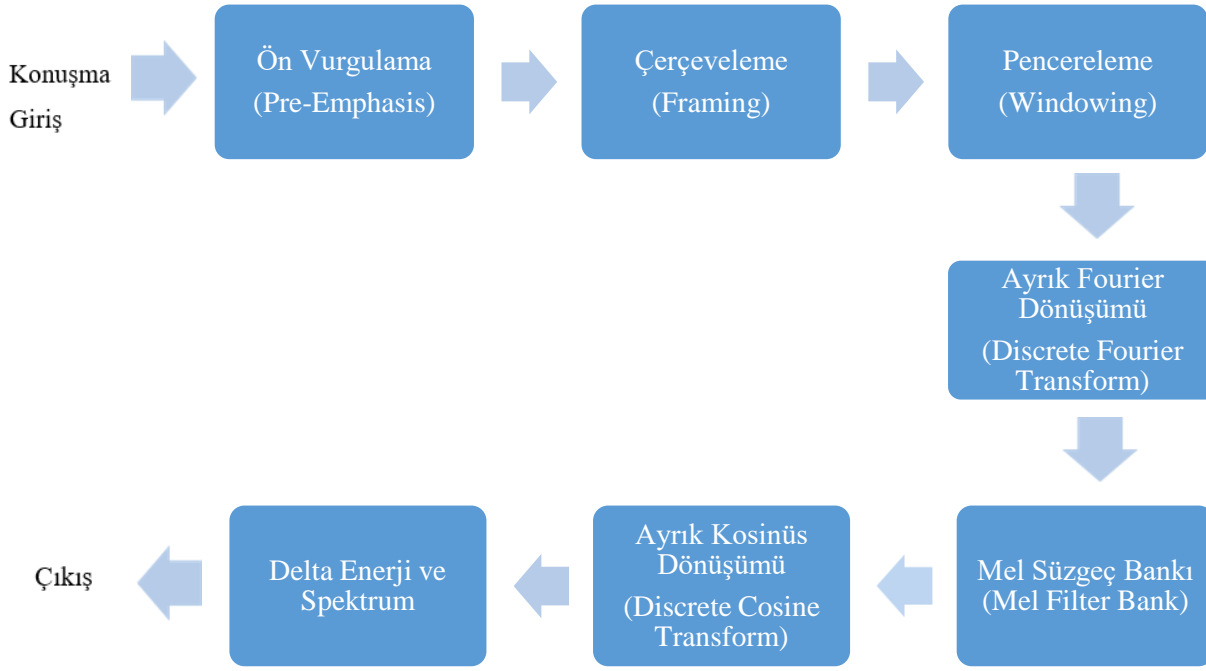 Konuşma
Giriş
Ön Vurgulama
(Pre-Emphasis)
Çerçeveleme
(Framing)
Pencereleme
(Windowing)
Ayrık Fourier
Dönüşümü
(Discrete Fourier
Transform)
Mel Süzgeç Bankı
(Mel Filter Bank)
Ayrık Kosinüs
Dönüşümü
(Discrete Cosine
Transform)
Delta Enerji ve
Spektrum
Çıkış